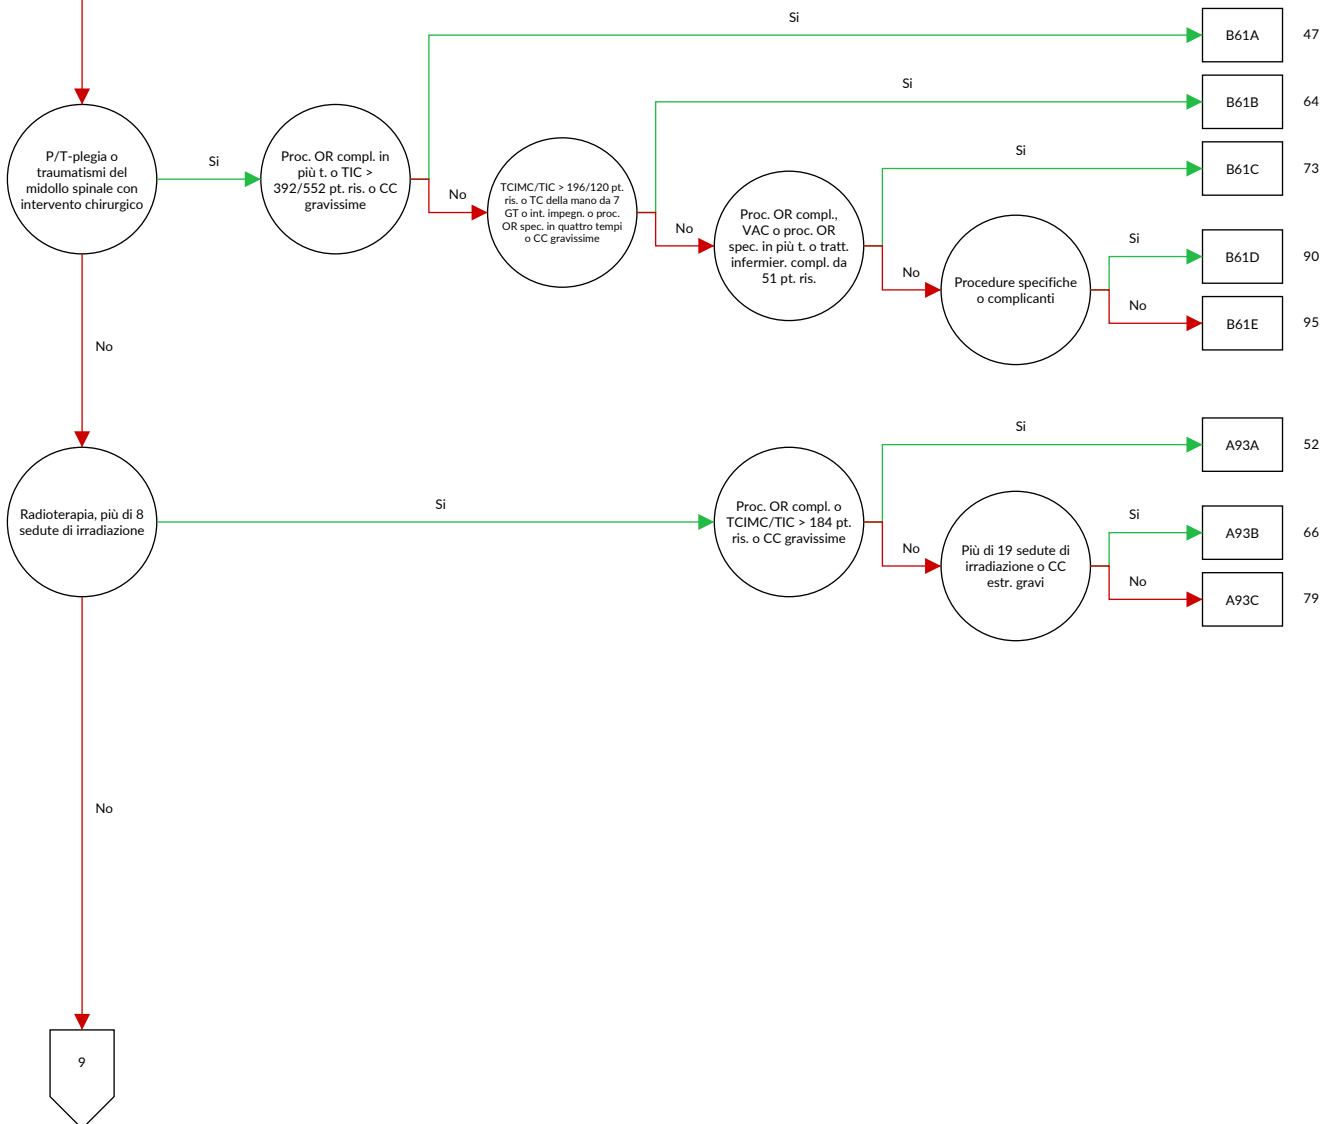 Si
B61A
47
Si
B61B
64
P/T-plegia o
traumatismi del
midollo spinale con
intervento chirurgico
Si
Proc. OR compl. in
più t. o TIC >
392/552 pt. ris. o CC
gravissime
No
TCIMC/TIC > 196/120 pt.
ris. o TC della mano da 7
GT o int. impegn. o proc.
OR spec. in quattro tempi
o CC gravissime
No
Proc. OR compl.,
VAC o proc. OR
spec. in più t. o tratt.
infermier. compl. da
51 pt. ris.
Si
B61C
73
No
Procedure specifiche
o complicanti
Si
B61D
90
No
B61E
95
No
Radioterapia, più di 8
sedute di irradiazione
Si
Proc. OR compl. o
TCIMC/TIC > 184 pt.
ris. o CC gravissime
Si
A93A
52
No
Più di 19 sedute di
irradiazione o CC
estr. gravi
Si
A93B
66
No
A93C
79
No
9